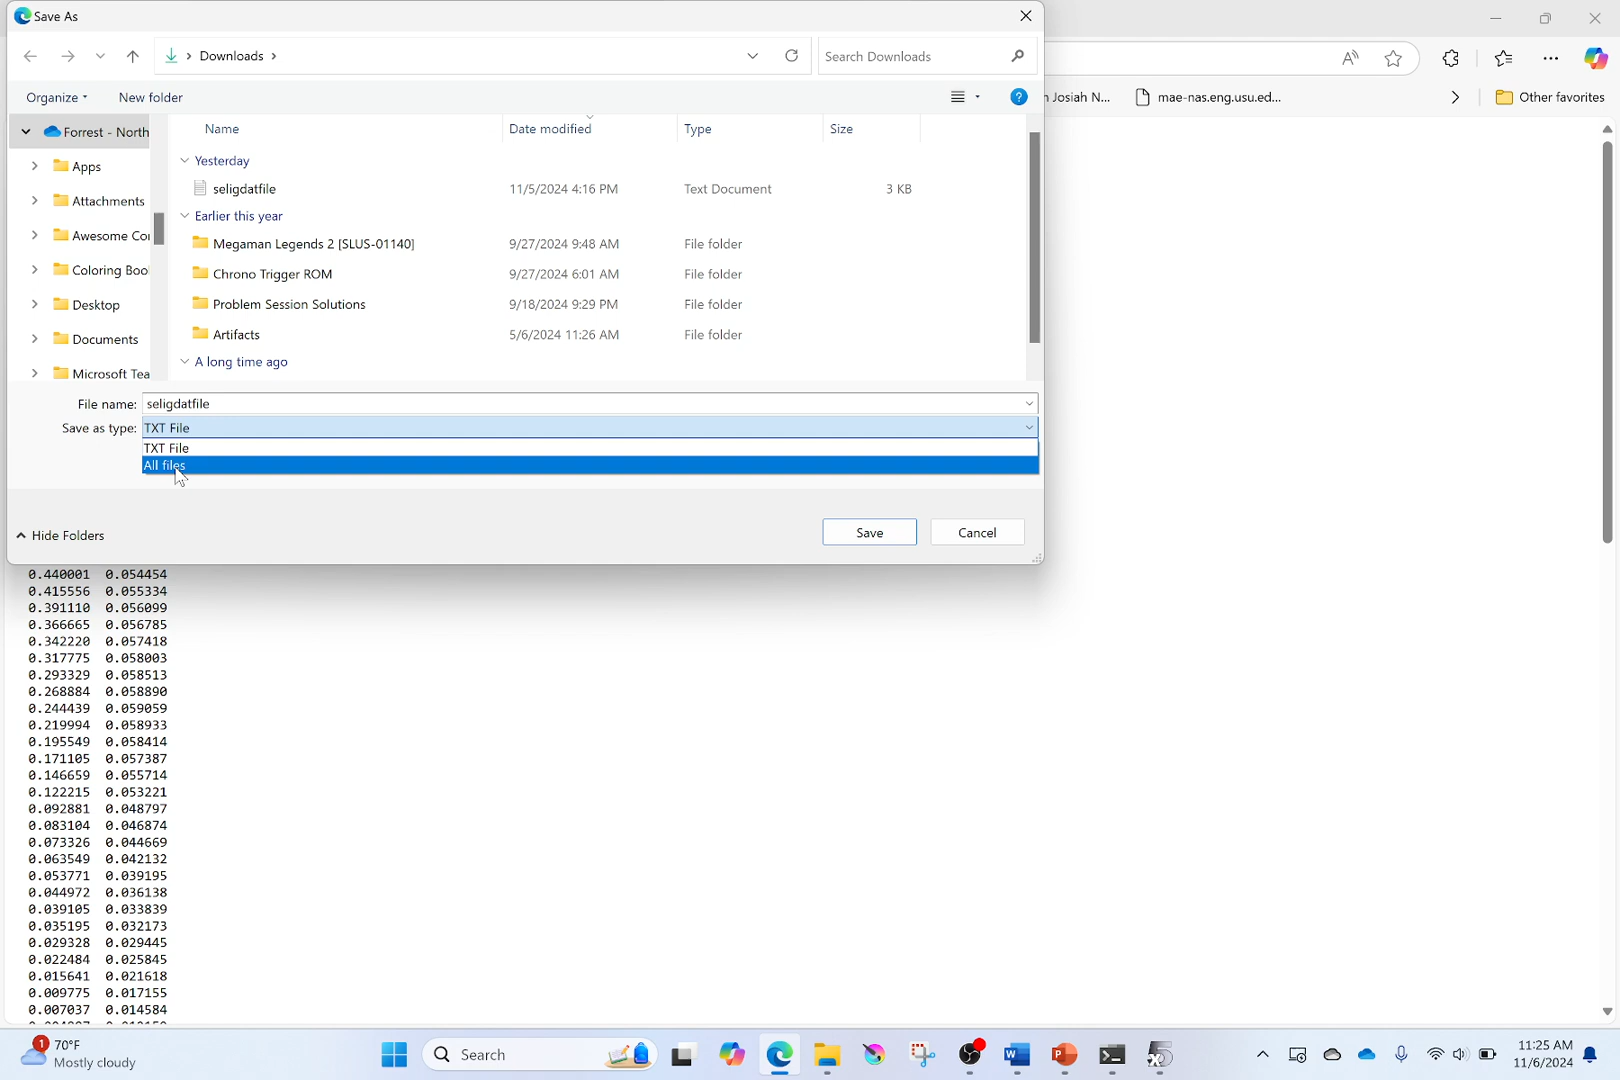 Save As
Downloads
Search Downloads
Organize
New folder
n Josiah N...
mae-nas.eng.usu.ed...
Other favorites
Forrest - North
Apps
Attachments
Awesome Co
Coloring Boo
Desktop
Documents
Microsoft Tea
Name
Date modified
Type
Size
Yesterday
seligdatfile 11/5/2024 4:16 PM Text Document 3 KB
Earlier this year
Megaman Legends 2 [SLUS-01140] 9/27/2024 9:48 AM File folder
Chrono Trigger ROM 9/27/2024 6:01 AM File folder
Problem Session Solutions 9/18/2024 9:29 PM File folder
Artifacts 5/6/2024 11:26 AM File folder
A long time ago
File name: seligdatfile
Save as type: TXT File
TXT File
All files
Hide Folders
Save
Cancel
0.440001 0.054454
0.415556 0.055334
0.391110 0.056099
0.366665 0.056785
0.342220 0.057418
0.317775 0.058003
0.293329 0.058513
0.268884 0.058890
0.244439 0.059059
0.219994 0.058933
0.195549 0.058414
0.171105 0.057387
0.146659 0.055714
0.122215 0.053221
0.092881 0.048797
0.083104 0.046874
0.073326 0.044669
0.063549 0.042132
0.053771 0.039195
0.044972 0.036138
0.039105 0.033839
0.035195 0.032173
0.029328 0.029445
0.022484 0.025845
0.015641 0.021618
0.009775 0.017155
0.007037 0.014584
1
70°F
Mostly cloudy
Search
11:25 AM
11/6/2024